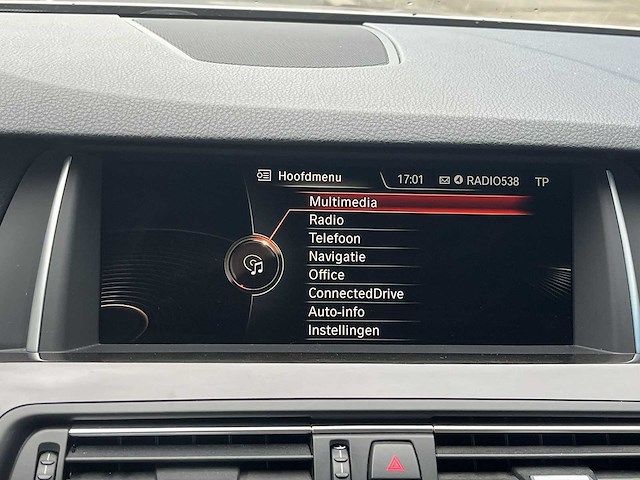 Hoofdmenu 17:01 RADIO538 TP
Multimedia
Radio
Telefoon
Navigatie
Office
ConnectedDrive
Auto-info
Instellingen